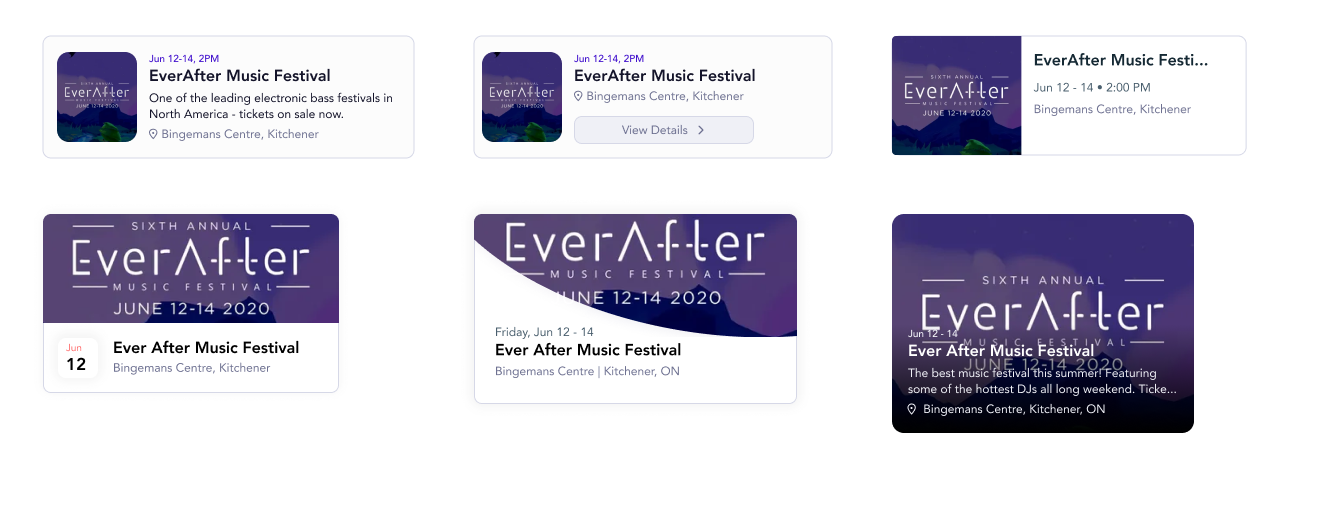 SIXTH ANNUAL
EverAfter
MUSIC FESTIVAL
JUNE 12-14 2020
Jun 12-14, 2PM
EverAfter Music Festival
One of the leading electronic bass festivals in
North America - tickets on sale now.
Bingemans Centre, Kitchener
SIXTH ANNUAL
EverAfter
MUSIC FESTIVAL
JUNE 12-14 2020
Jun 12-14, 2PM
EverAfter Music Festival
Bingemans Centre, Kitchener
View Details
SIXTH ANNUAL
EverAfter
MUSIC FESTIVAL
JUNE 12-14 2020
EverAfter Music Festi...
Jun 12 - 14 • 2:00 PM
Bingemans Centre, Kitchener
SIXTH ANNUAL
EverAfter
MUSIC FESTIVAL
JUNE 12-14 2020
Jun
12
Ever After Music Festival
Bingemans Centre, Kitchener
EverAfter
MUSIC FESTIVAL
JUNE 12-14 2020
Friday, Jun 12 - 14
Ever After Music Festival
Bingemans Centre | Kitchener, ON
SIXTH ANNUAL
EverAfter
MUSIC FESTIVAL
JUNE 12-14 2020
Jun 12 - 14
Ever After Music Festival
The best music festival this summer! Featuring
some of the hottest DJs all long weekend. Ticke...
Bingemans Centre, Kitchener, ON